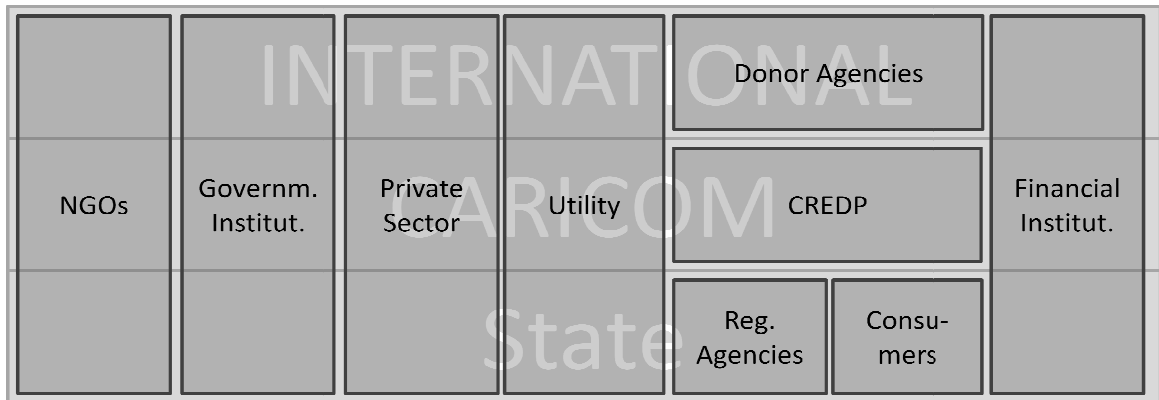 INTERNATIONAL
Donor Agencies
CARICOM
NGOs
Governm.
Institut.
Private
Sector
Utility
CREDP
Financial
Institut.
State
Reg.
Agencies
Consu-
mers